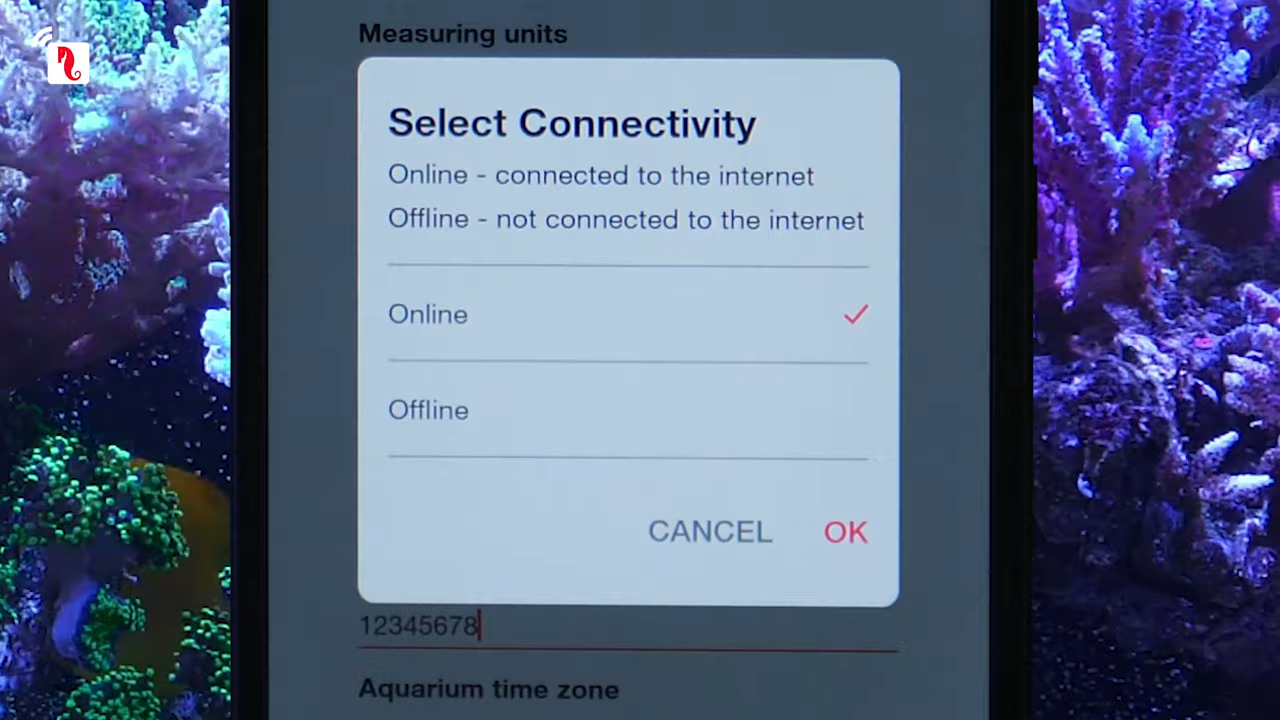 Measuring units
Select Connectivity
Online - connected to the internet
Offline - not connected to the internet
Online
Offline
CANCEL
OK
12345678
Aquarium time zone